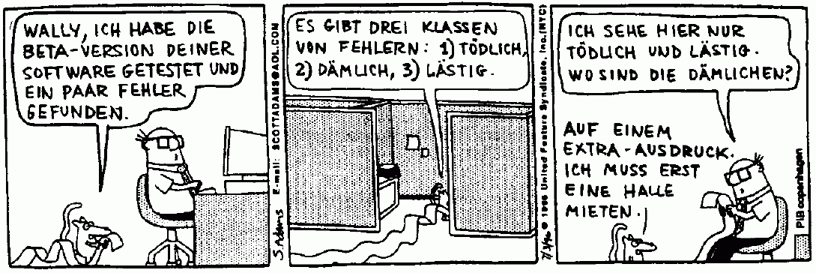 WALLY, ICH HABE DIE
BETA-VERSION DEINER
SOFTWARE GETESTET UND
EIN PAAR FEHLER
GEFUNDEN.
S.Adams
E-mail: SCOTTADAMS@AOL.COM
ES GIBT DREI KLASSEN
VON FEHLERN: 1) TÖDLICH,
2) DÄMLICH, 3) LÄSTIG.
© 1996 United Feature Syndicate, Inc. (NYC)
ICH SEHE HIER NUR
TÖDLICH UND LÄSTIG.
WO SIND DIE DÄMLICHEN?
AUF EINEM
EXTRA-AUSDRUCK.
ICH MUSS ERST
EINE HALLE
MIETEN.
PIB copenhagen